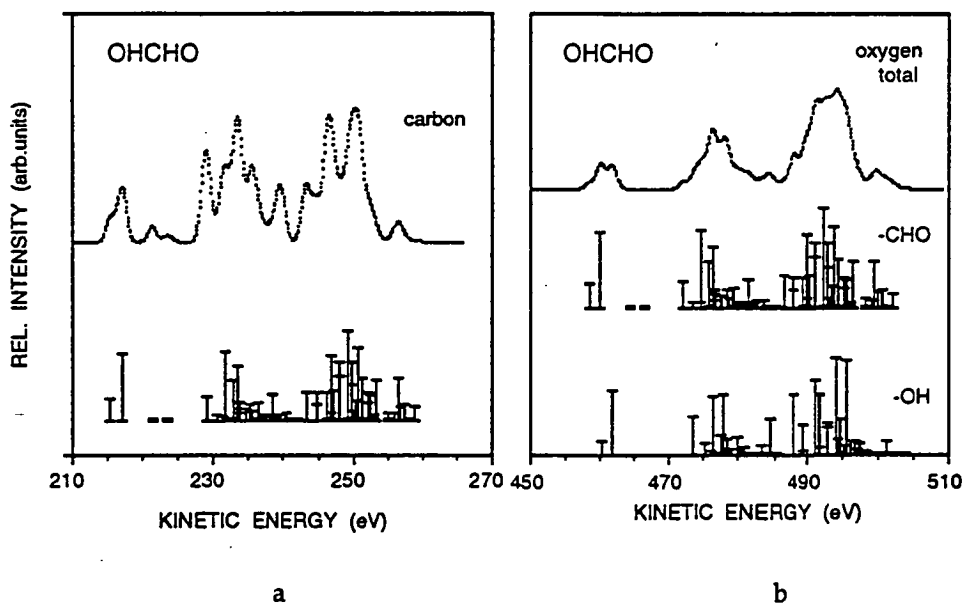 OHCHO
carbon
REL. INTENSITY (arb.units)
210
230
250
270
KINETIC ENERGY (eV)
a
OHCHO
oxygen
total
-CHO
-OH
450
470
490
510
KINETIC ENERGY (eV)
b